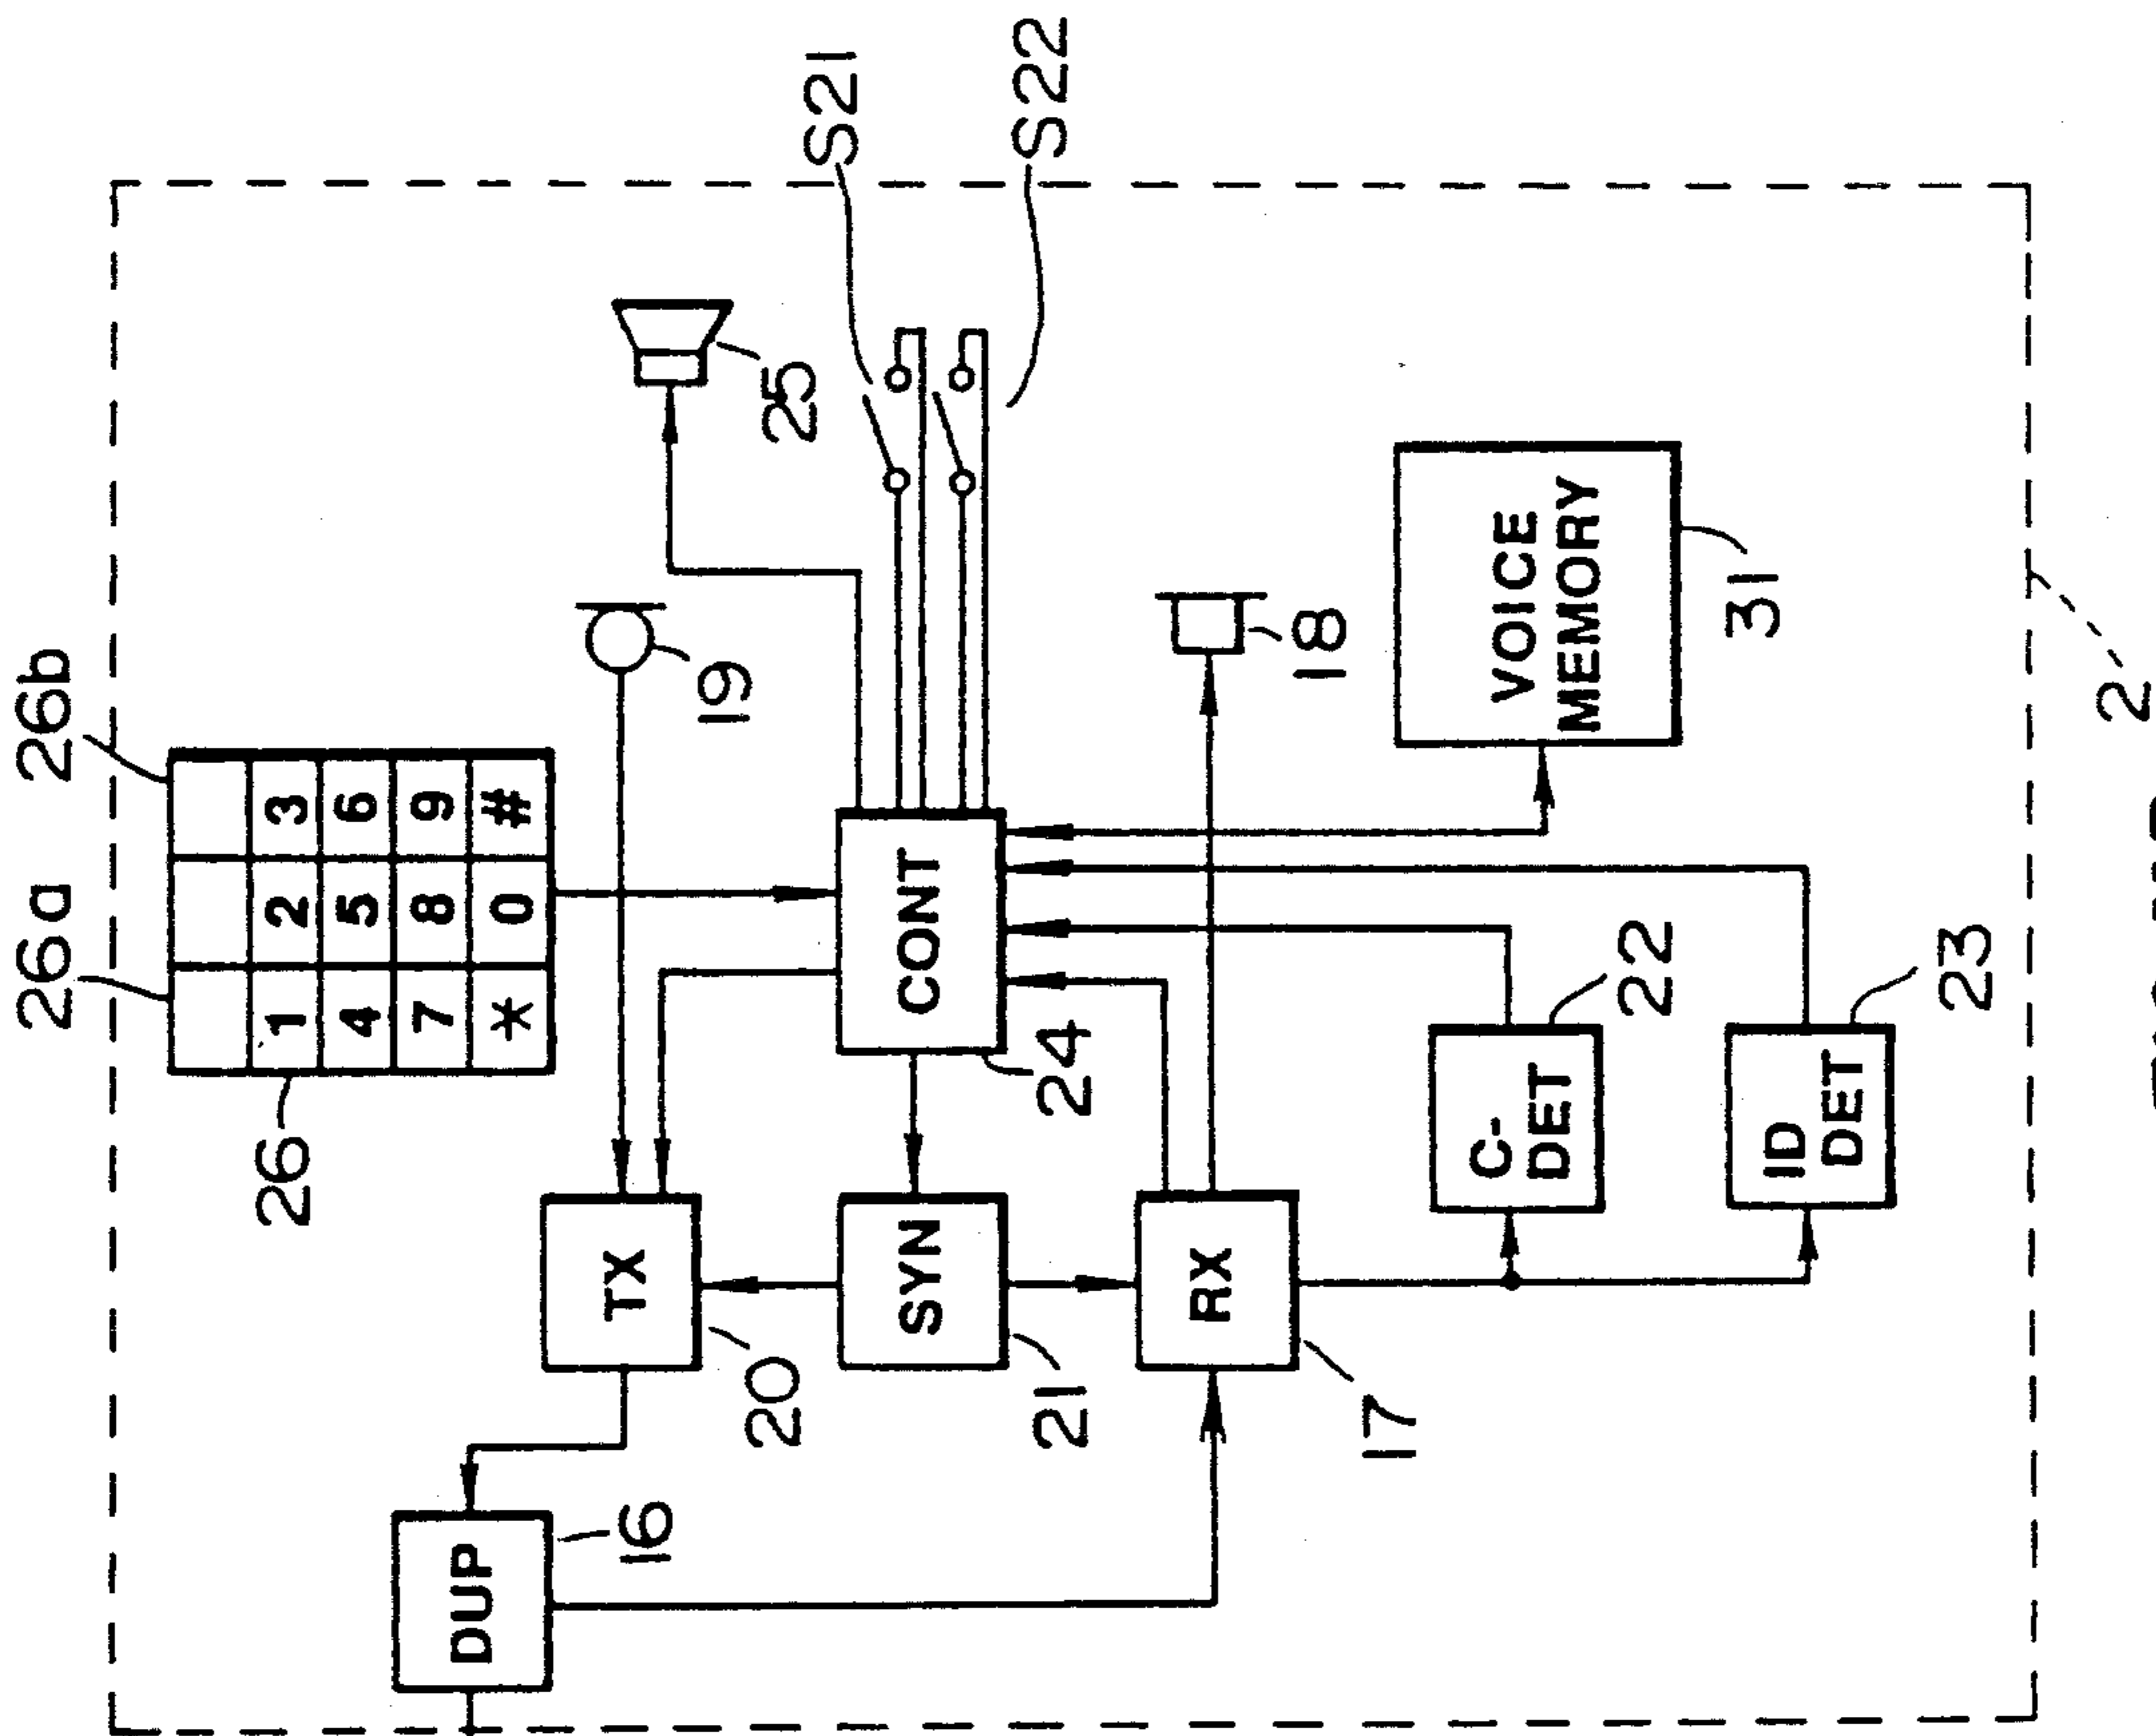 26a
26b
1 2 3
4 5 6
7 8 9
* 0 #
26
19
25
S21
S22
DUP
16
TX
20
SYN
21
CONT
24
RX
17
18
C-
DET
22
ID
DET
23
VOICE
MEMORY
31
2